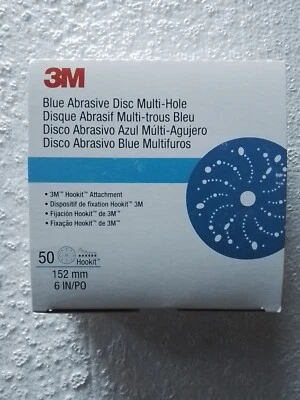 3M
Blue Abrasive Disc Multi-Hole
Disque Abrasif Multi-trous Bleu
Disco Abrasivo Azul Múlti-Agujero
Disco Abrasivo Blue Multifuros
• 3M™ Hookit™ Attachment
• Dispositif de fixation Hookit™ 3M
• Fijación Hookit™ de 3M™
• Fixação Hookit™ de 3M™
50 Hookit™
152 mm
6 IN/PO